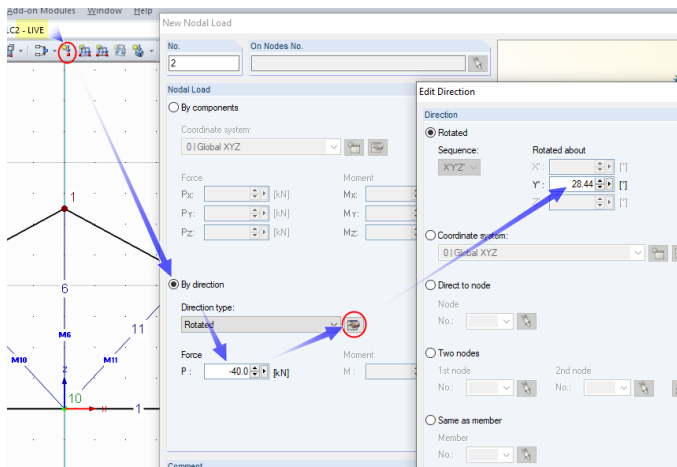 Add-on Modules Window Help
LC2 - LIVE
1
6
M6
11
M10
M11
z
10
x
1
New Nodal Load
No.
On Nodes No.
2
Nodal Load
By components
Coordinate system:
0 | Global XYZ
Force
Moment
PX:
[kN]
MX:
PY:
[kN]
MY:
PZ:
[kN]
MZ:
By direction
Direction type:
Rotated
Force
Moment
P :
-40.0
[kN]
M :
Comment
Edit Direction
Direction
Rotated
Sequence:
Rotated about
XY'Z''
X' :
[°]
Y' :
28.44
[°]
Z' :
[°]
Coordinate system:
0 | Global XYZ
Direct to node
Node
No.:
Two nodes
1st node
2nd node
No.:
No.:
Same as member
Member
No.: